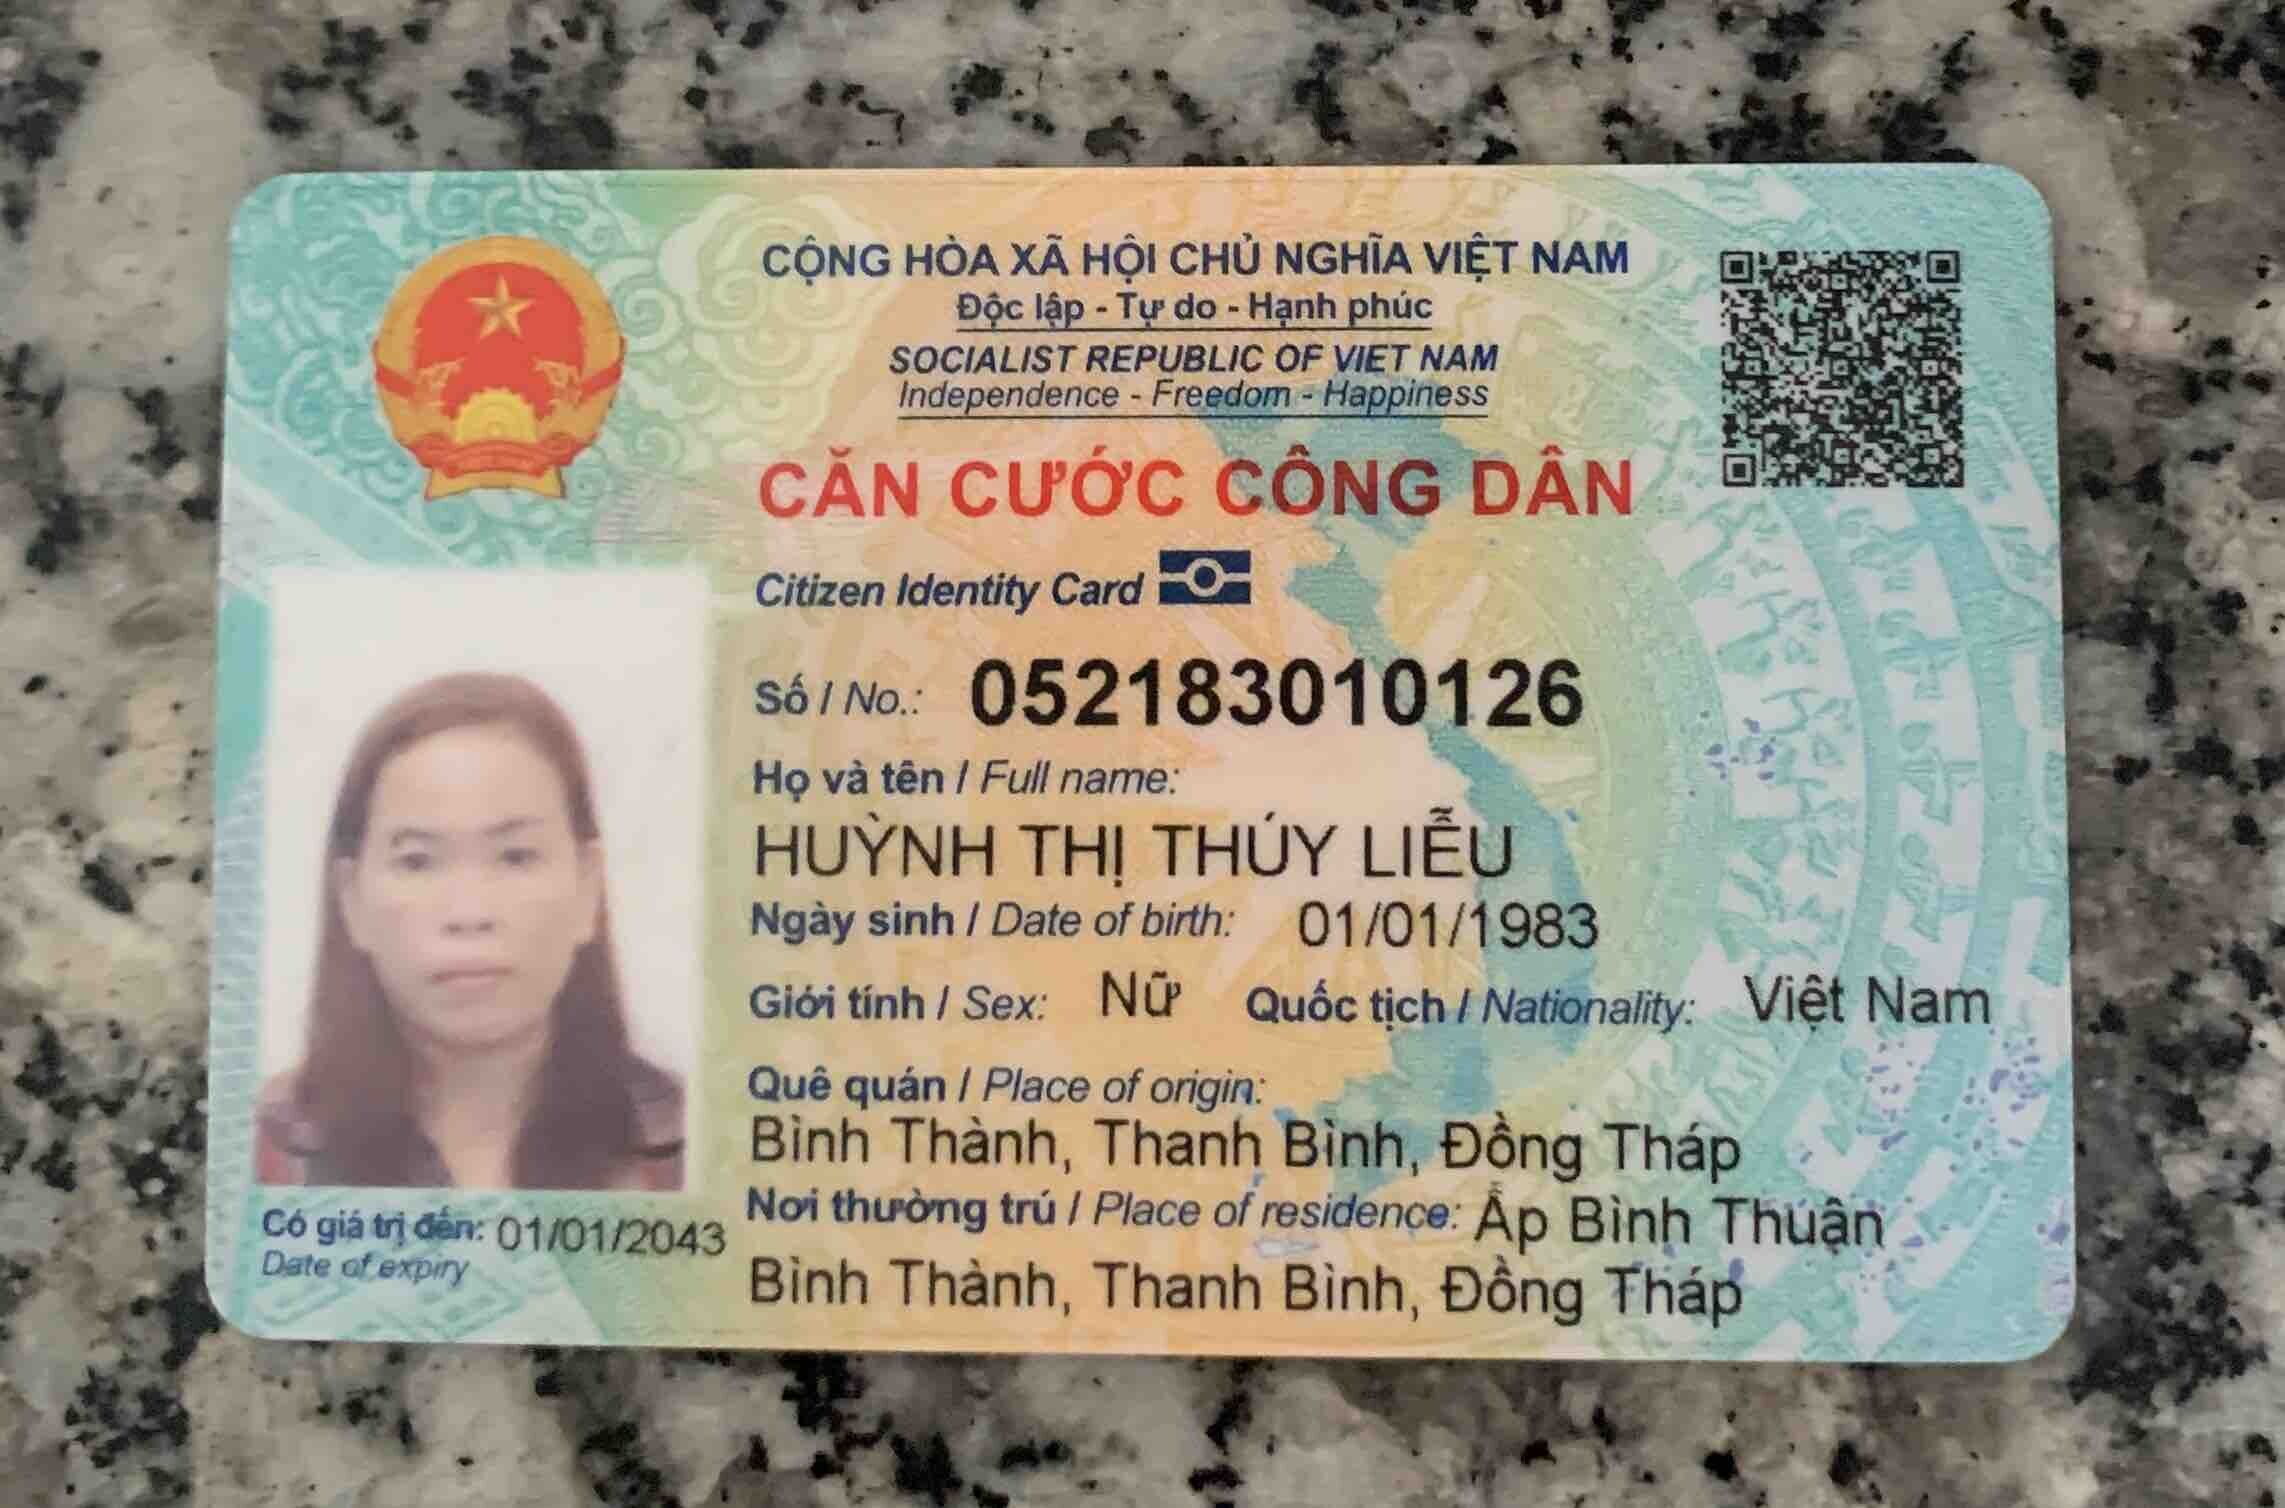 CỘNG HÒA XÃ HỘI CHỦ NGHĨA VIỆT NAM
Độc lập - Tự do - Hạnh phúc
SOCIALIST REPUBLIC OF VIET NAM
Independence - Freedom - Happiness
CĂN CƯỚC CÔNG DÂN
Citizen Identity Card
Số / No.: 052183010126
Họ và tên / Full name:
HUỲNH THỊ THÚY LIỄU
Ngày sinh / Date of birth: 01/01/1983
Giới tính / Sex: Nữ Quốc tịch / Nationality: Việt Nam
Quê quán / Place of origin:
Bình Thành, Thanh Bình, Đồng Tháp
Nơi thường trú / Place of residence: Ấp Bình Thuận
Bình Thành, Thanh Bình, Đồng Tháp
Có giá trị đến: 01/01/2043
Date of expiry